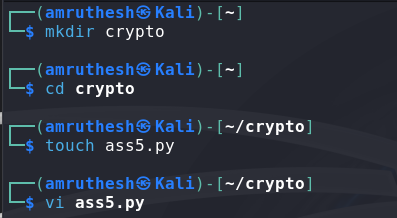 ┌──(amruthesh㉿Kali)-[~]
└─$ mkdir crypto
┌──(amruthesh㉿Kali)-[~]
└─$ cd crypto
┌──(amruthesh㉿Kali)-[~/crypto]
└─$ touch ass5.py
┌──(amruthesh㉿Kali)-[~/crypto]
└─$ vi ass5.py